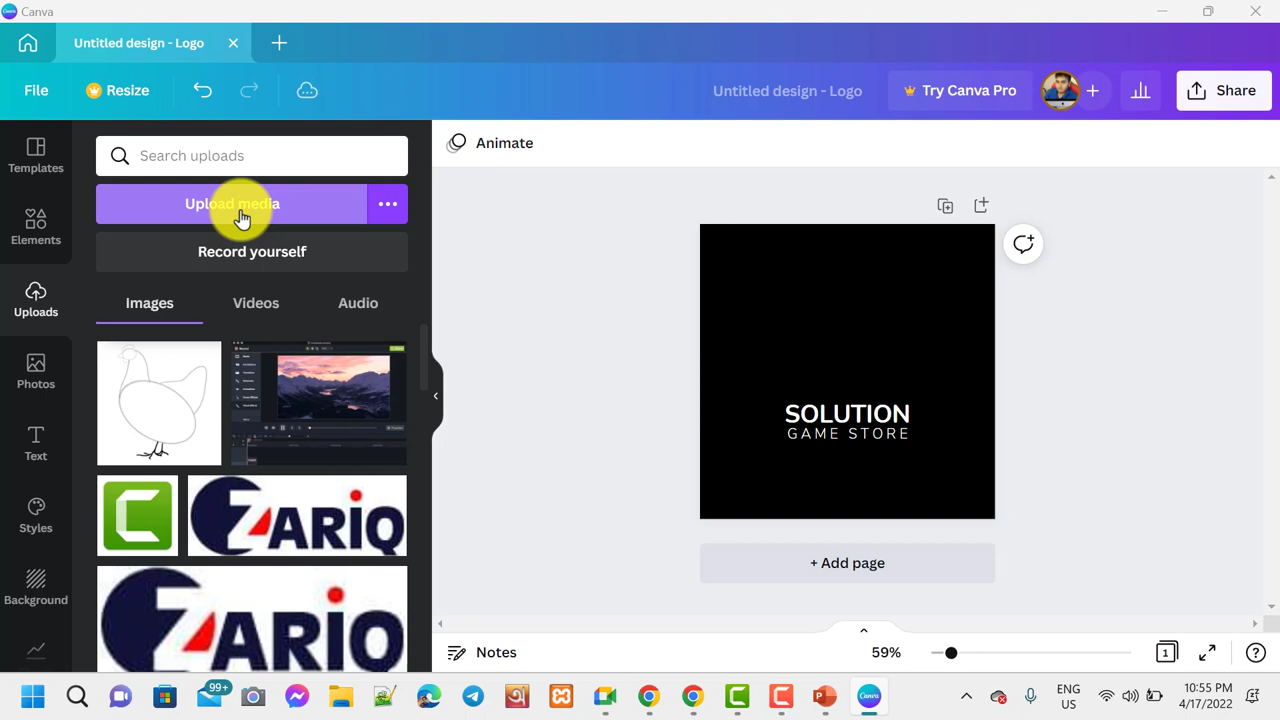 Canva
Untitled design - Logo
File
Resize
Untitled design - Logo
Try Canva Pro
Share
Templates
Elements
Uploads
Photos
Text
Styles
Background
Search uploads
Upload media
Record yourself
Images
Videos
Audio
ZARIQ
ZARIQ
Animate
SOLUTION
GAME STORE
+ Add page
Notes
59%
1
99+
Canva
ENG
US
10:55 PM
4/17/2022